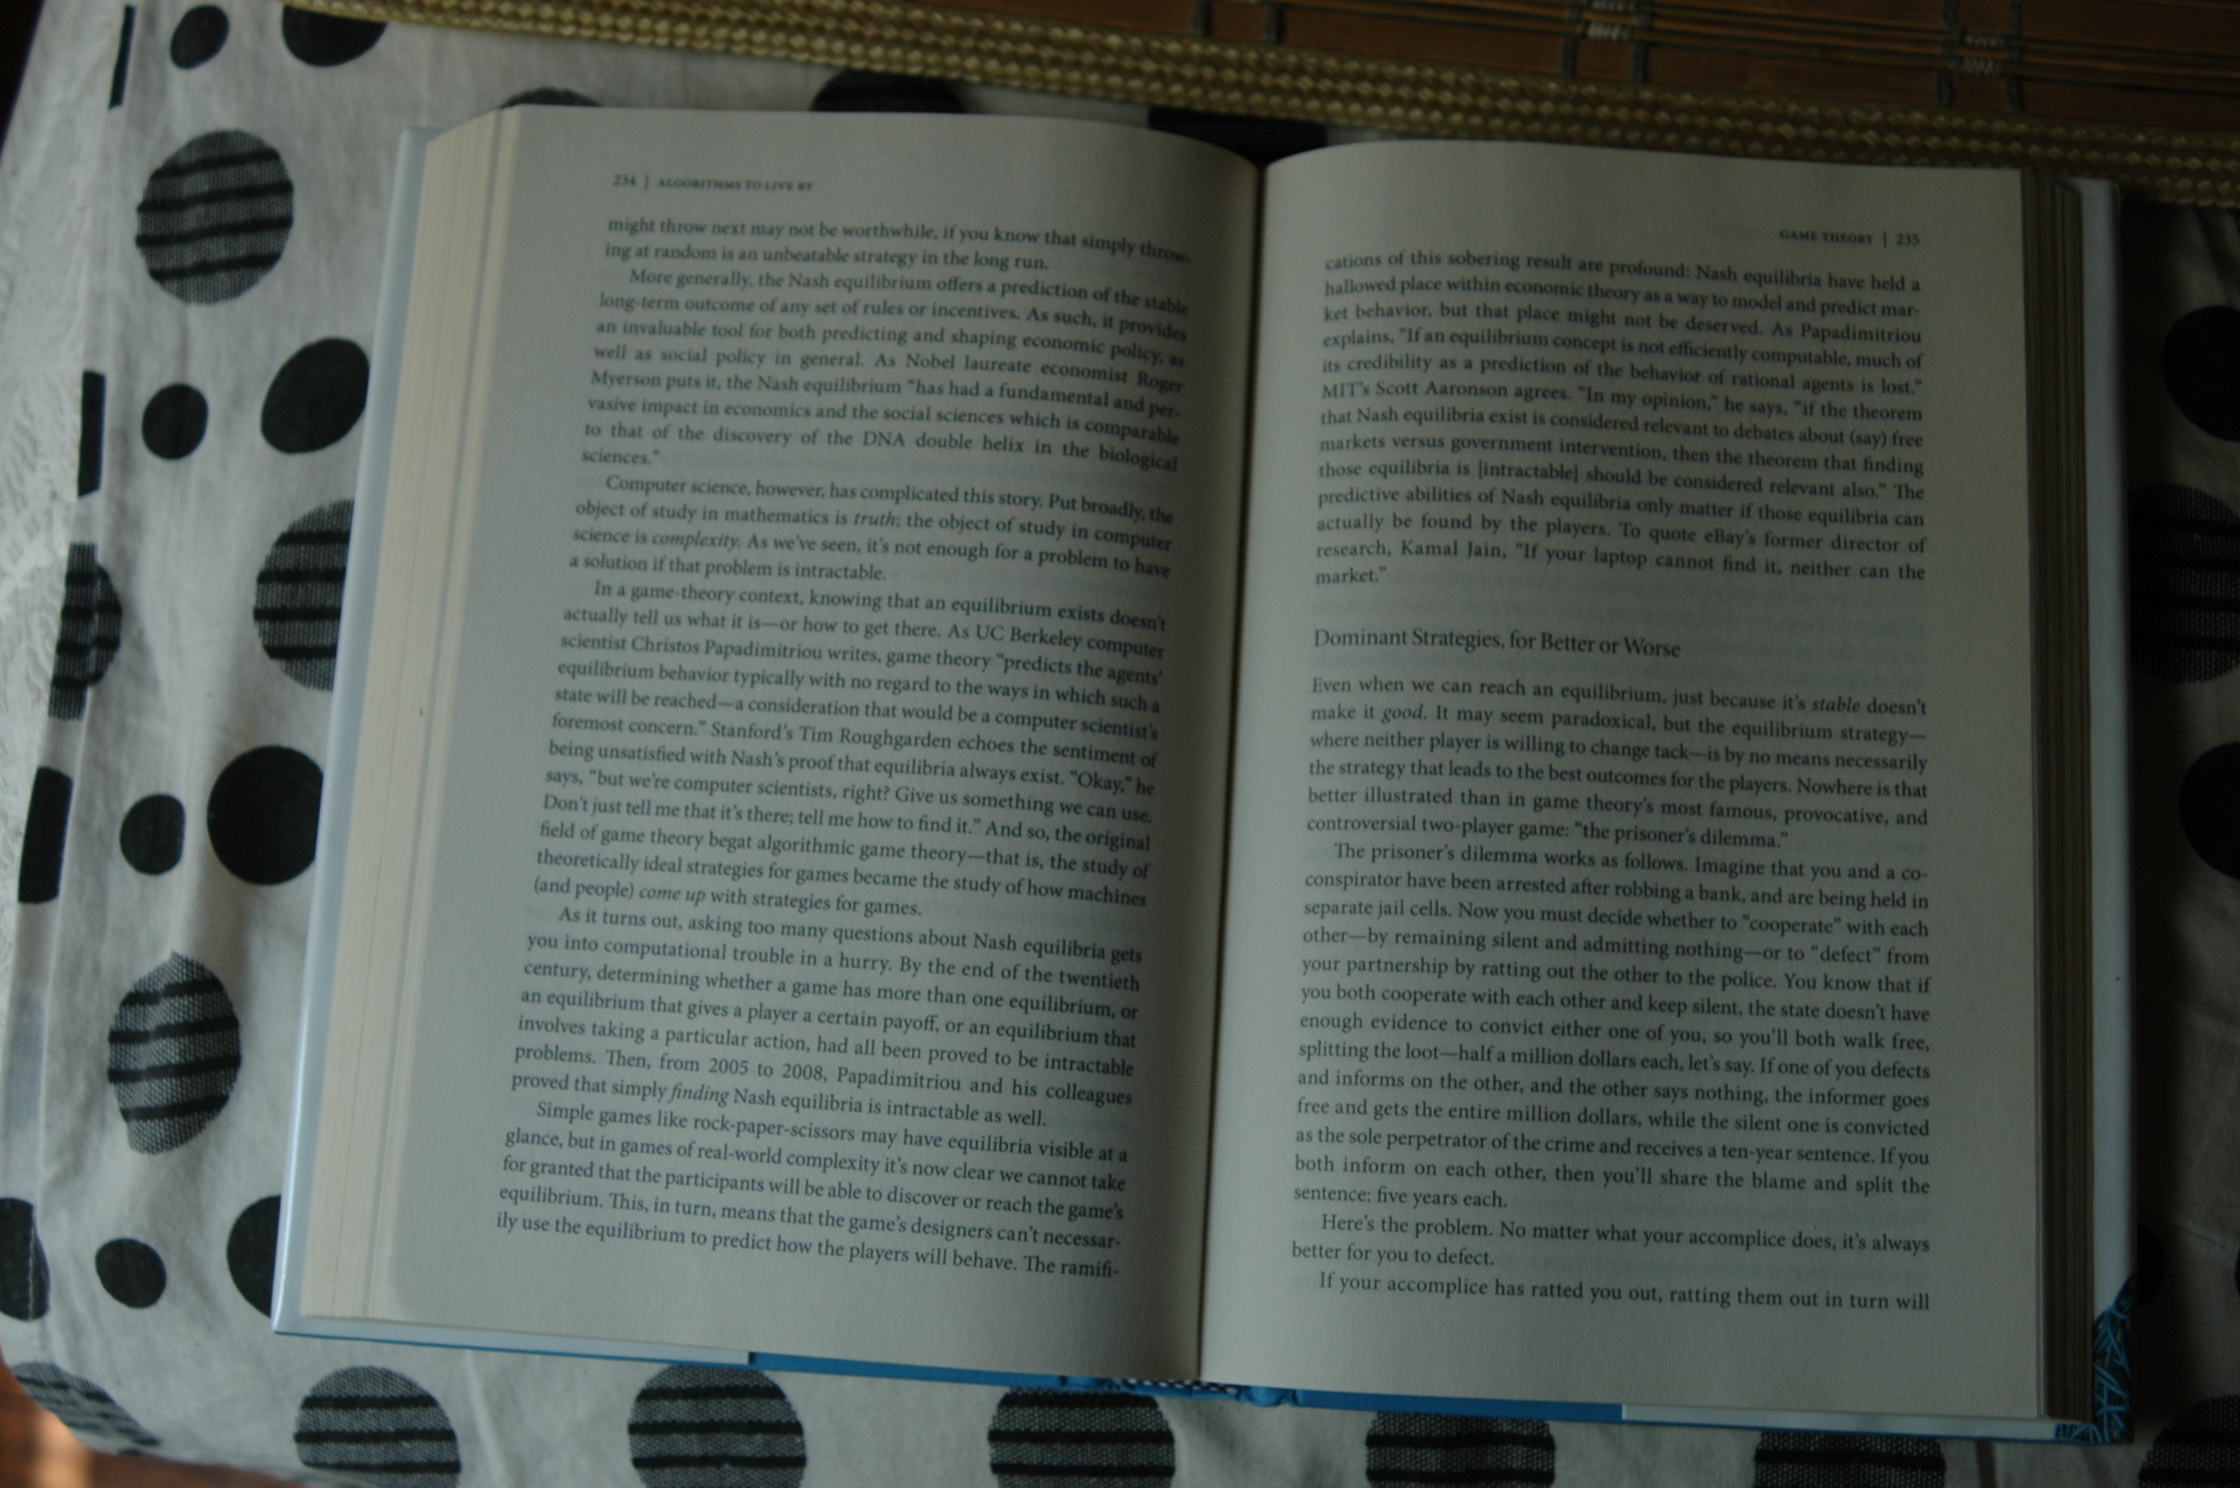 234 | ALGORITHMS TO LIVE BY
might throw next may not be worthwhile, if you know that simply throw-
ing at random is an unbeatable strategy in the long run.
More generally, the Nash equilibrium offers a prediction of the stable
long-term outcome of any set of rules or incentives. As such, it provides
an invaluable tool for both predicting and shaping economic policy, as
well as social policy in general. As Nobel laureate economist Roger
Myerson puts it, the Nash equilibrium “has had a fundamental and per-
vasive impact in economics and the social sciences which is comparable
to that of the discovery of the DNA double helix in the biological
sciences.”
Computer science, however, has complicated this story. Put broadly, the
object of study in mathematics is truth; the object of study in computer
science is complexity. As we’ve seen, it’s not enough for a problem to have
a solution if that problem is intractable.
In a game-theory context, knowing that an equilibrium exists doesn’t
actually tell us what it is—or how to get there. As UC Berkeley computer
scientist Christos Papadimitriou writes, game theory “predicts the agents’
equilibrium behavior typically with no regard to the ways in which such a
state will be reached—a consideration that would be a computer scientist’s
foremost concern.” Stanford’s Tim Roughgarden echoes the sentiment of
being unsatisfied with Nash’s proof that equilibria always exist. “Okay,” he
says, “but we’re computer scientists, right? Give us something we can use.
Don’t just tell me that it’s there; tell me how to find it.” And so, the original
field of game theory begat algorithmic game theory—that is, the study of
theoretically ideal strategies for games became the study of how machines
(and people) come up with strategies for games.
As it turns out, asking too many questions about Nash equilibria gets
you into computational trouble in a hurry. By the end of the twentieth
century, determining whether a game has more than one equilibrium, or
an equilibrium that gives a player a certain payoff, or an equilibrium that
involves taking a particular action, had all been proved to be intractable
problems. Then, from 2005 to 2008, Papadimitriou and his colleagues
proved that simply finding Nash equilibria is intractable as well.
Simple games like rock-paper-scissors may have equilibria visible at a
glance, but in games of real-world complexity it’s now clear we cannot take
for granted that the participants will be able to discover or reach the game’s
equilibrium. This, in turn, means that the game’s designers can’t necessar-
ily use the equilibrium to predict how the players will behave. The ramifi-
GAME THEORY | 235
cations of this sobering result are profound: Nash equilibria have held a
hallowed place within economic theory as a way to model and predict mar-
ket behavior, but that place might not be deserved. As Papadimitriou
explains, “If an equilibrium concept is not efficiently computable, much of
its credibility as a prediction of the behavior of rational agents is lost.”
MIT’s Scott Aaronson agrees. “In my opinion,” he says, “if the theorem
that Nash equilibria exist is considered relevant to debates about (say) free
markets versus government intervention, then the theorem that finding
those equilibria is [intractable] should be considered relevant also.” The
predictive abilities of Nash equilibria only matter if those equilibria can
actually be found by the players. To quote eBay’s former director of
research, Kamal Jain, “If your laptop cannot find it, neither can the
market.”
Dominant Strategies, for Better or Worse
Even when we can reach an equilibrium, just because it’s stable doesn’t
make it good. It may seem paradoxical, but the equilibrium strategy—
where neither player is willing to change tack—is by no means necessarily
the strategy that leads to the best outcomes for the players. Nowhere is that
better illustrated than in game theory’s most famous, provocative, and
controversial two-player game: “the prisoner’s dilemma.”
The prisoner’s dilemma works as follows. Imagine that you and a co-
conspirator have been arrested after robbing a bank, and are being held in
separate jail cells. Now you must decide whether to “cooperate” with each
other—by remaining silent and admitting nothing—or to “defect” from
your partnership by ratting out the other to the police. You know that if
you both cooperate with each other and keep silent, the state doesn’t have
enough evidence to convict either one of you, so you’ll both walk free,
splitting the loot—half a million dollars each, let’s say. If one of you defects
and informs on the other, and the other says nothing, the informer goes
free and gets the entire million dollars, while the silent one is convicted
as the sole perpetrator of the crime and receives a ten-year sentence. If you
both inform on each other, then you’ll share the blame and split the
sentence: five years each.
Here’s the problem. No matter what your accomplice does, it’s always
better for you to defect.
If your accomplice has ratted you out, ratting them out in turn will